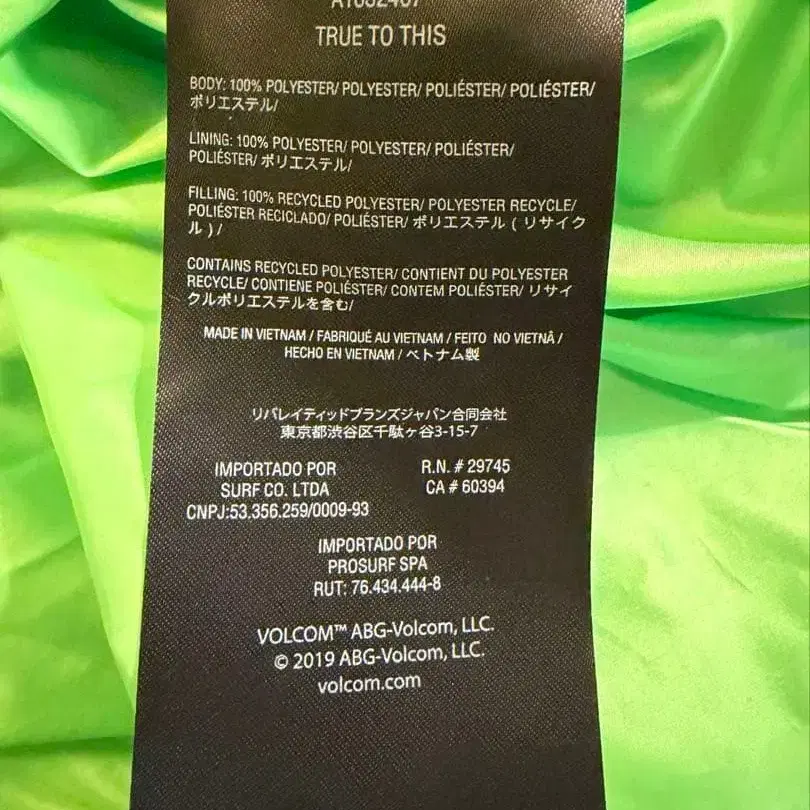 TRUE TO THIS
BODY: 100% POLYESTER/ POLYESTER/ POLIÉSTER/ POLIÉSTER/
ポリエステル/
LINING: 100% POLYESTER/ POLYESTER/ POLIÉSTER/
POLIÉSTER/ ポリエステル/
FILLING: 100% RECYCLED POLYESTER/ POLYESTER RECYCLE/
POLIÉSTER RECICLADO/ POLIÉSTER/ ポリエステル ( リサイク
ル ) /
CONTAINS RECYCLED POLYESTER/ CONTIENT DU POLYESTER
RECYCLE/ CONTIENE POLIÉSTER/ CONTEM POLIÉSTER/ リサイ
クルポリエステルを含む/
MADE IN VIETNAM / FABRIQUÉ AU VIETNAM / FEITO NO VIETNÃ /
HECHO EN VIETNAM / ベトナム製
リバレイティッドブランズジャパン合同会社
東京都渋谷区千駄ヶ谷3-15-7
IMPORTADO POR
SURF CO. LTDA
CNPJ:53.356.259/0009-93
R.N. # 29745
CA # 60394
IMPORTADO POR
PROSURF SPA
RUT: 76.434.444-8
VOLCOM™ ABG-Volcom, LLC.
© 2019 ABG-Volcom, LLC.
volcom.com